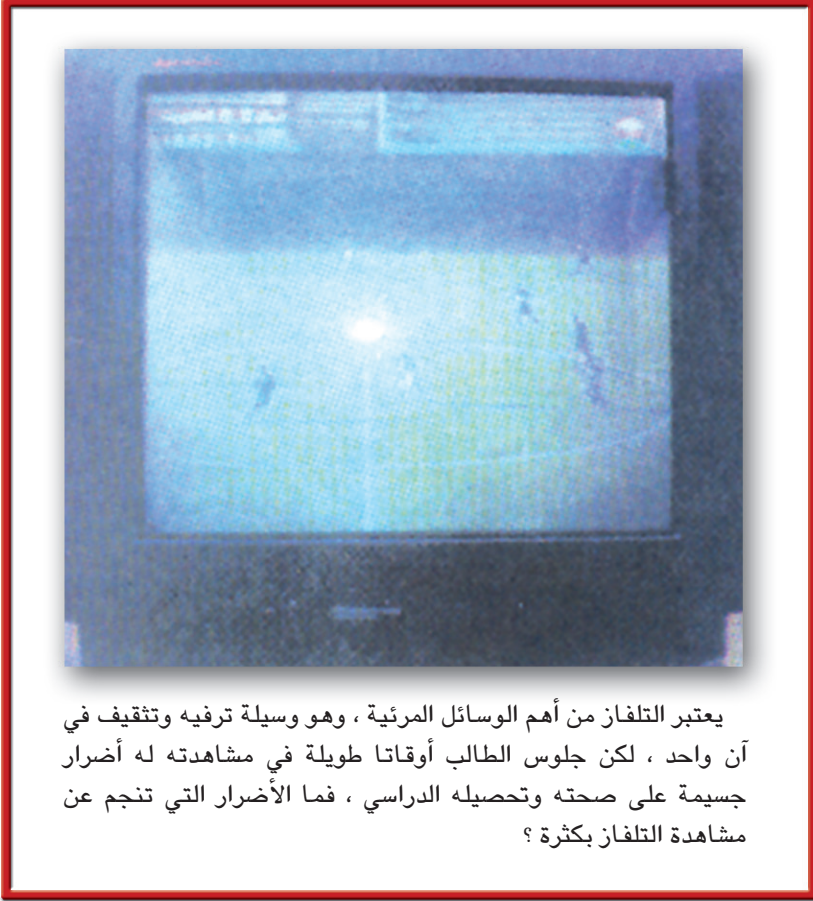 يعتبر التلفاز من أهم الوسائل المرئية ، وهو وسيلة ترفيه وتثقيف في
آن واحد ، لكن جلوس الطالب أوقاتا طويلة في مشاهدته له أضرار
جسيمة على صحته وتحصيله الدراسي ، فما الأضرار التي تنجم عن
مشاهدة التلفاز بكثرة ؟